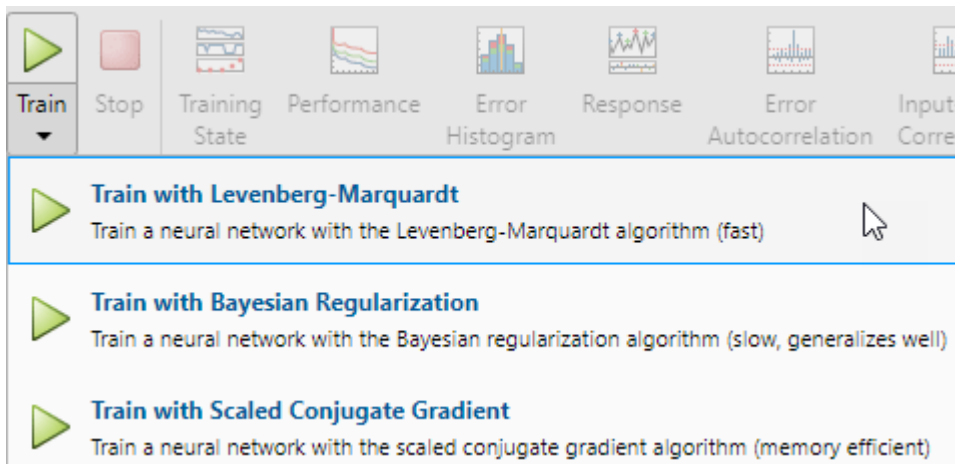 Train Stop Training Performance Error Response Error Input
State Histogram Autocorrelation Corre
Train with Levenberg-Marquardt
Train a neural network with the Levenberg-Marquardt algorithm (fast)
Train with Bayesian Regularization
Train a neural network with the Bayesian regularization algorithm (slow, generalizes well)
Train with Scaled Conjugate Gradient
Train a neural network with the scaled conjugate gradient algorithm (memory efficient)